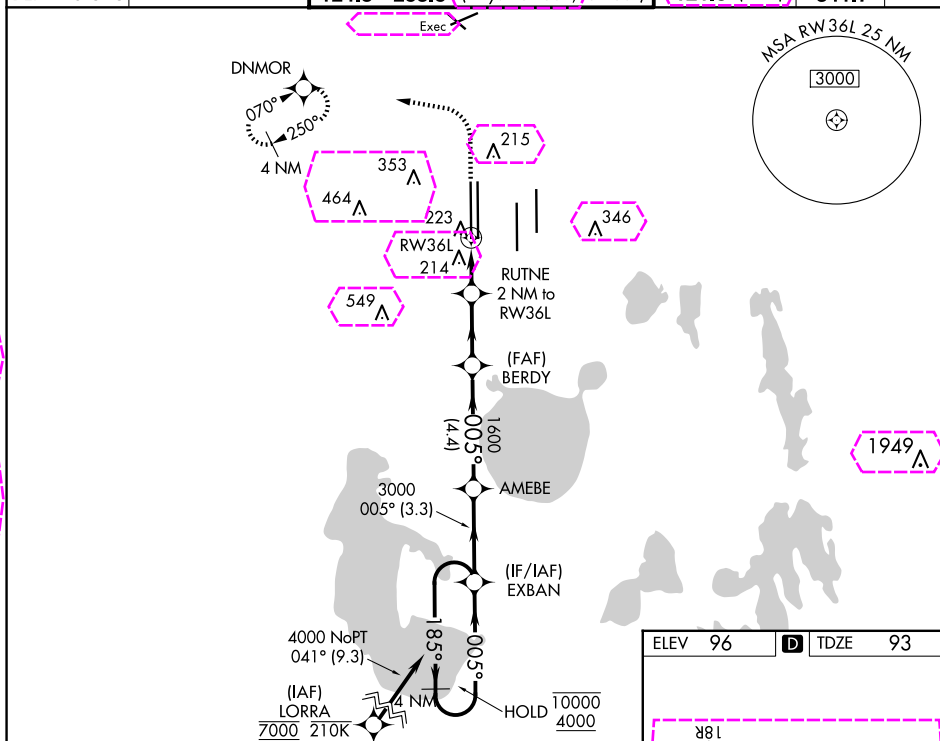 Exec
MSA RW36L 25 NM
3000
DNMOR
070°
250°
4 NM
215
353
464
223
346
RW36L
214
RUTNE
2 NM to
RW36L
549
(FAF)
BERDY
1600
005°
(4.4)
1949
AMEBE
3000
005° (3.3)
(IF/IAF)
EXBAN
185°
005°
4000 NoPT
041° (9.3)
ELEV 96
D
TDZE 93
(IAF)
LORRA
7000 210K
4 NM
HOLD
10000
4000
18R